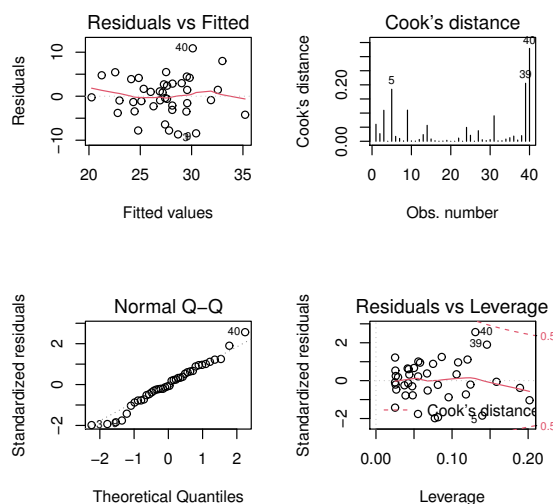 Residuals vs Fitted
Residuals
−10 0 5 10
40
3
20 25 30 35
Fitted values
Cook's distance
Cook's distance
0.00 0.20
5
39
40
0 10 20 30 40
Obs. number
Normal Q−Q
Standardized residuals
−2 0 2
40
3
−2 −1 0 1 2
Theoretical Quantiles
Residuals vs Leverage
Standardized residuals
−2 0 2
40
39
5
Cook's distance
0.5
0.5
0.00 0.10 0.20
Leverage